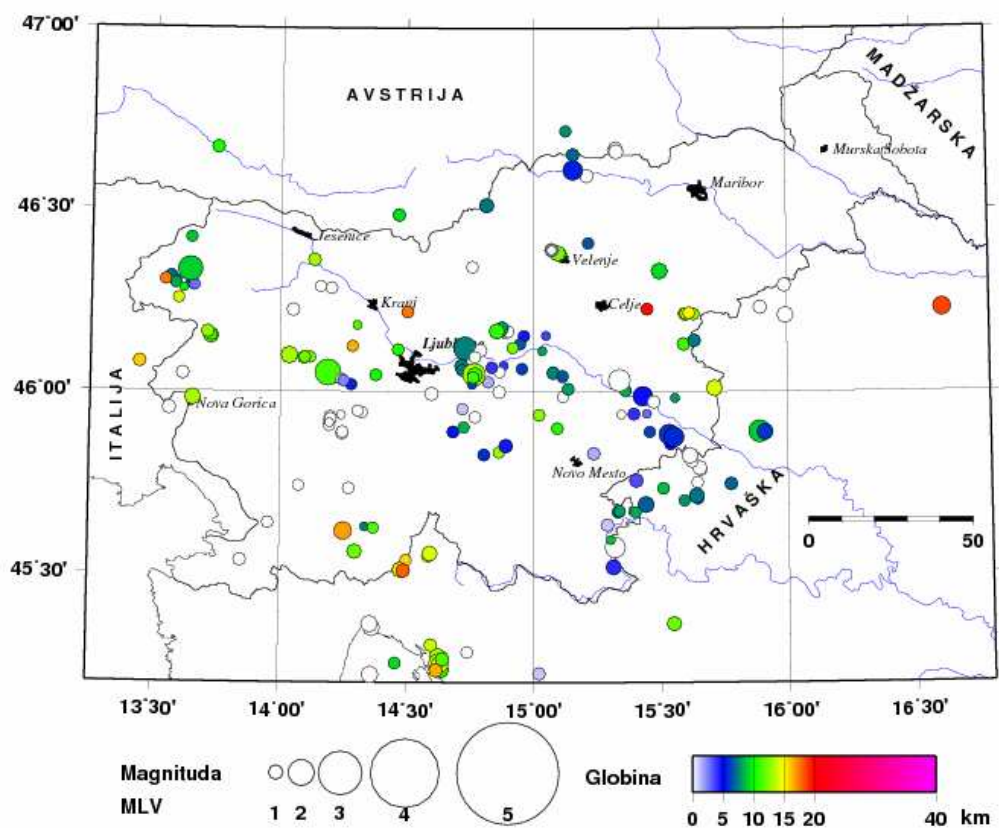 47˚00'
AVSTRIJA
MADŽARSKA
Murska Sobota
Maribor
46˚30'
Jesenice
Velenje
Kranj
Celje
Ljubljana
46˚00'
Nova Gorica
ITALIJA
Novo Mesto
HRVAŠKA
0 50
45˚30'
13˚30' 14˚00' 14˚30' 15˚00' 15˚30' 16˚00' 16˚30'
Magnituda
MLV
1 2 3 4 5
Globina
0 5 10 15 20 40 km